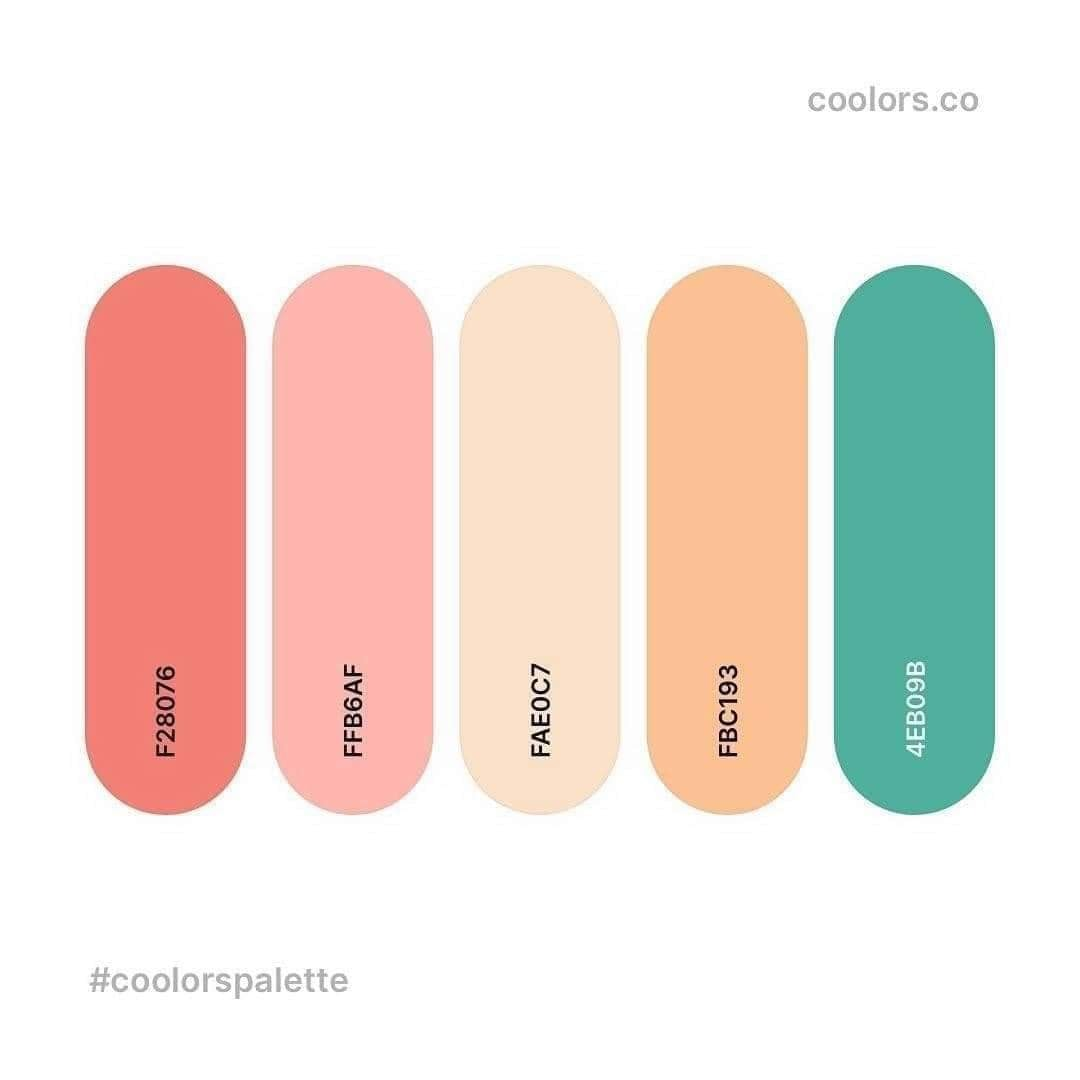 coolors.co
F28076
FFB6AF
FAE0C7
FBC193
4EB09B
#coolorspalette